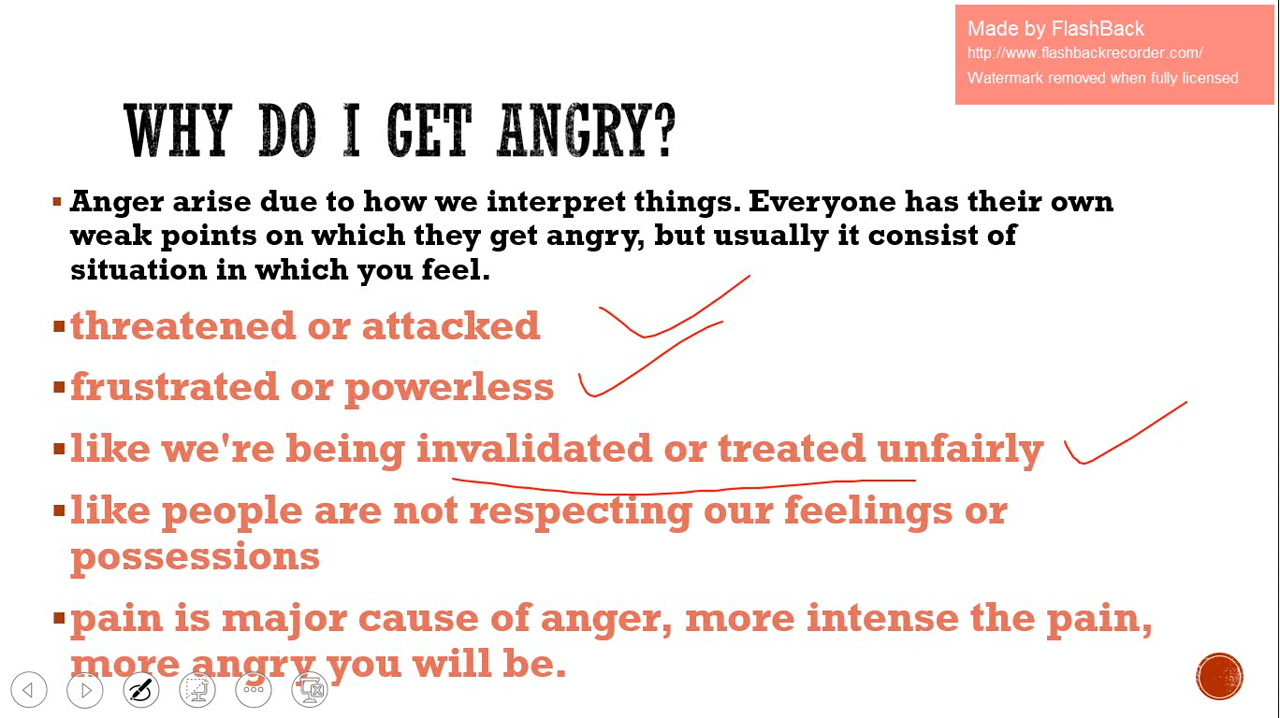 Made by FlashBack
http://www.flashbackrecorder.com/
Watermark removed when fully licensed
WHY DO I GET ANGRY?
Anger arise due to how we interpret things. Everyone has their own
weak points on which they get angry, but usually it consist of
situation in which you feel.
threatened or attacked
frustrated or powerless
like we're being invalidated or treated unfairly
like people are not respecting our feelings or
possessions
pain is major cause of anger, more intense the pain,
more angry you will be.